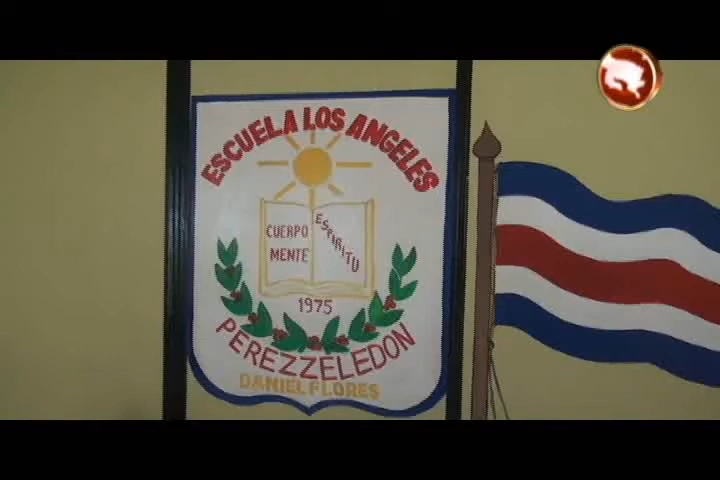 ESCUELA LOS ANGELES
CUERPO
MENTE
ESPIRITU
1975
PEREZZELEDON
DANIEL FLORES